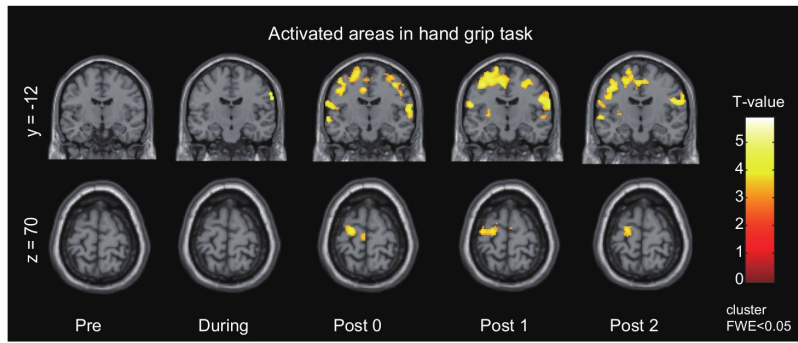 Activated areas in hand grip task
y = -12
z = 70
T-value
5
4
3
2
1
0
cluster
FWE<0.05
Pre
During
Post 0
Post 1
Post 2